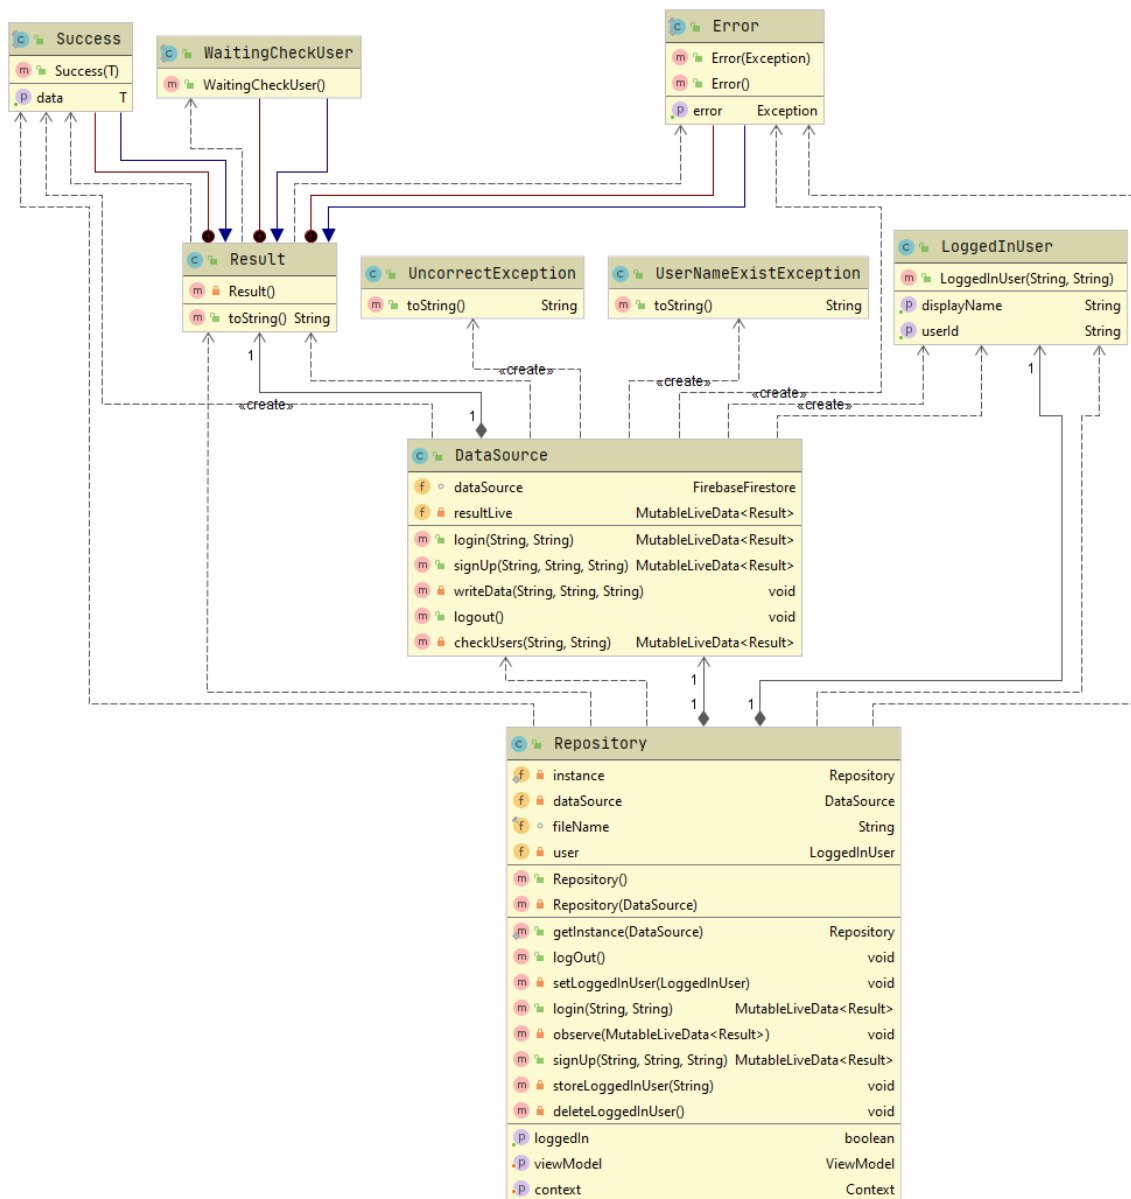 Success
Success(T)
data T
WaitingCheckUser
WaitingCheckUser()
Error
Error(Exception)
Error()
error Exception
Result
Result()
toString() String
UncorrectException
toString() String
UserNameExistException
toString() String
LoggedInUser
LoggedInUser(String, String)
displayName String
userId String
1
1
«create»
«create»
«create»
«create»
«create»
1
DataSource
dataSource FirebaseFirestore
resultLive MutableLiveData<Result>
login(String, String) MutableLiveData<Result>
signUp(String, String, String) MutableLiveData<Result>
writeData(String, String, String) void
logout() void
checkUsers(String, String) MutableLiveData<Result>
1
1
1
Repository
instance Repository
dataSource DataSource
fileName String
user LoggedInUser
Repository()
Repository(DataSource)
getInstance(DataSource) Repository
logOut() void
setLoggedInUser(LoggedInUser) void
login(String, String) MutableLiveData<Result>
observe(MutableLiveData<Result>) void
signUp(String, String, String) MutableLiveData<Result>
storeLoggedInUser(String) void
deleteLoggedInUser() void
loggedIn boolean
viewModel ViewModel
context Context